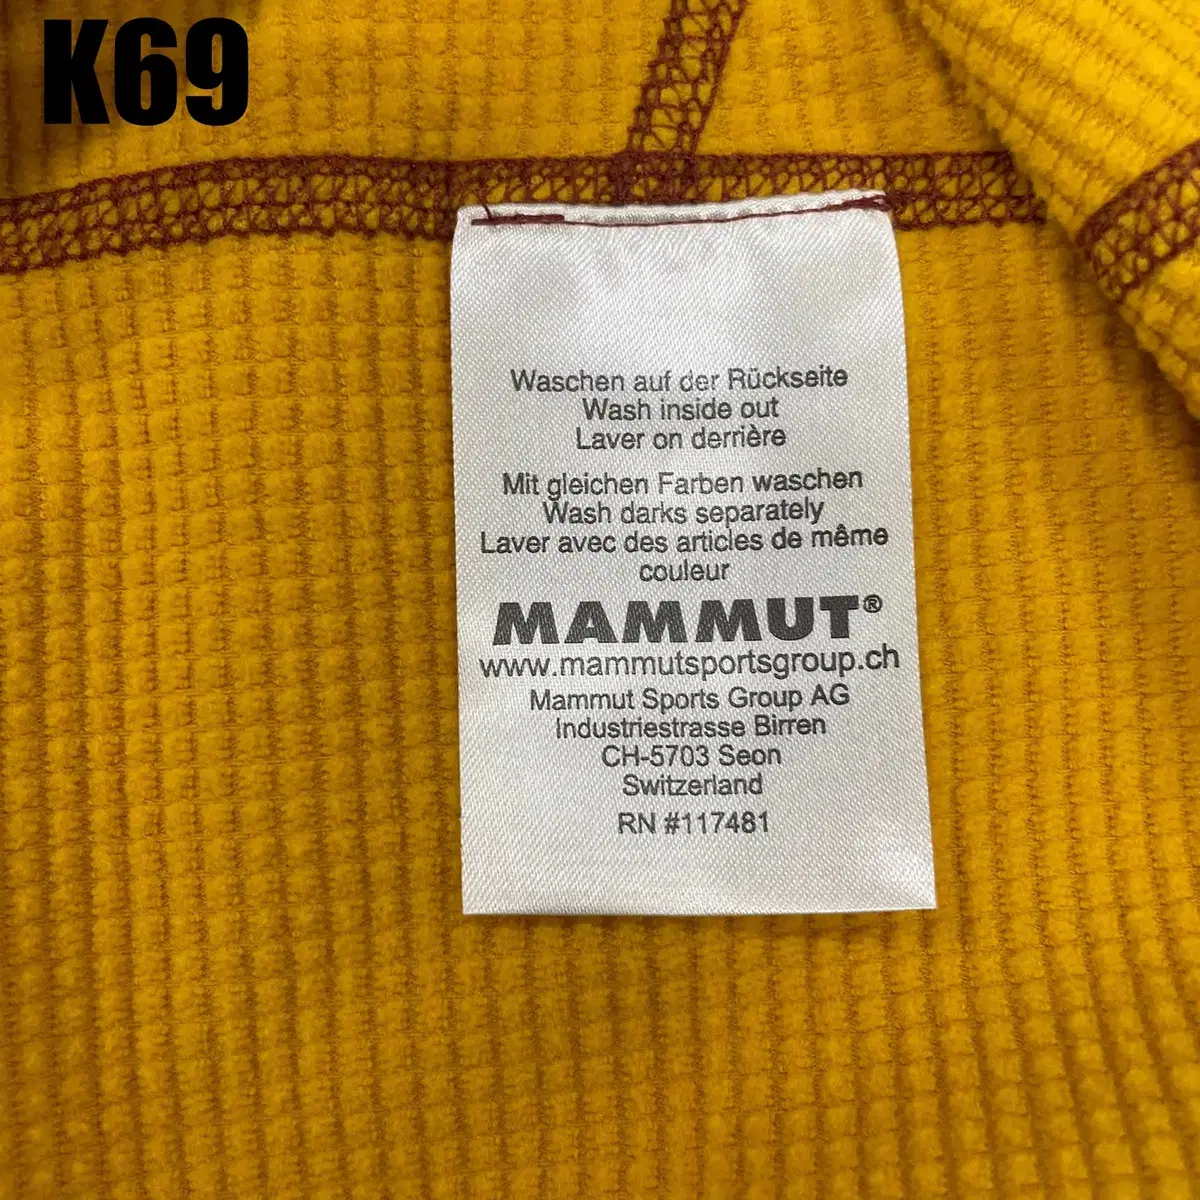 K69
Waschen auf der Rückseite
Wash inside out
Laver on derrière
Mit gleichen Farben waschen
Wash darks separately
Laver avec des articles de même
couleur
MAMMUT®
www.mammutsportsgroup.ch
Mammut Sports Group AG
Industriestrasse Birren
CH-5703 Seon
Switzerland
RN #117481